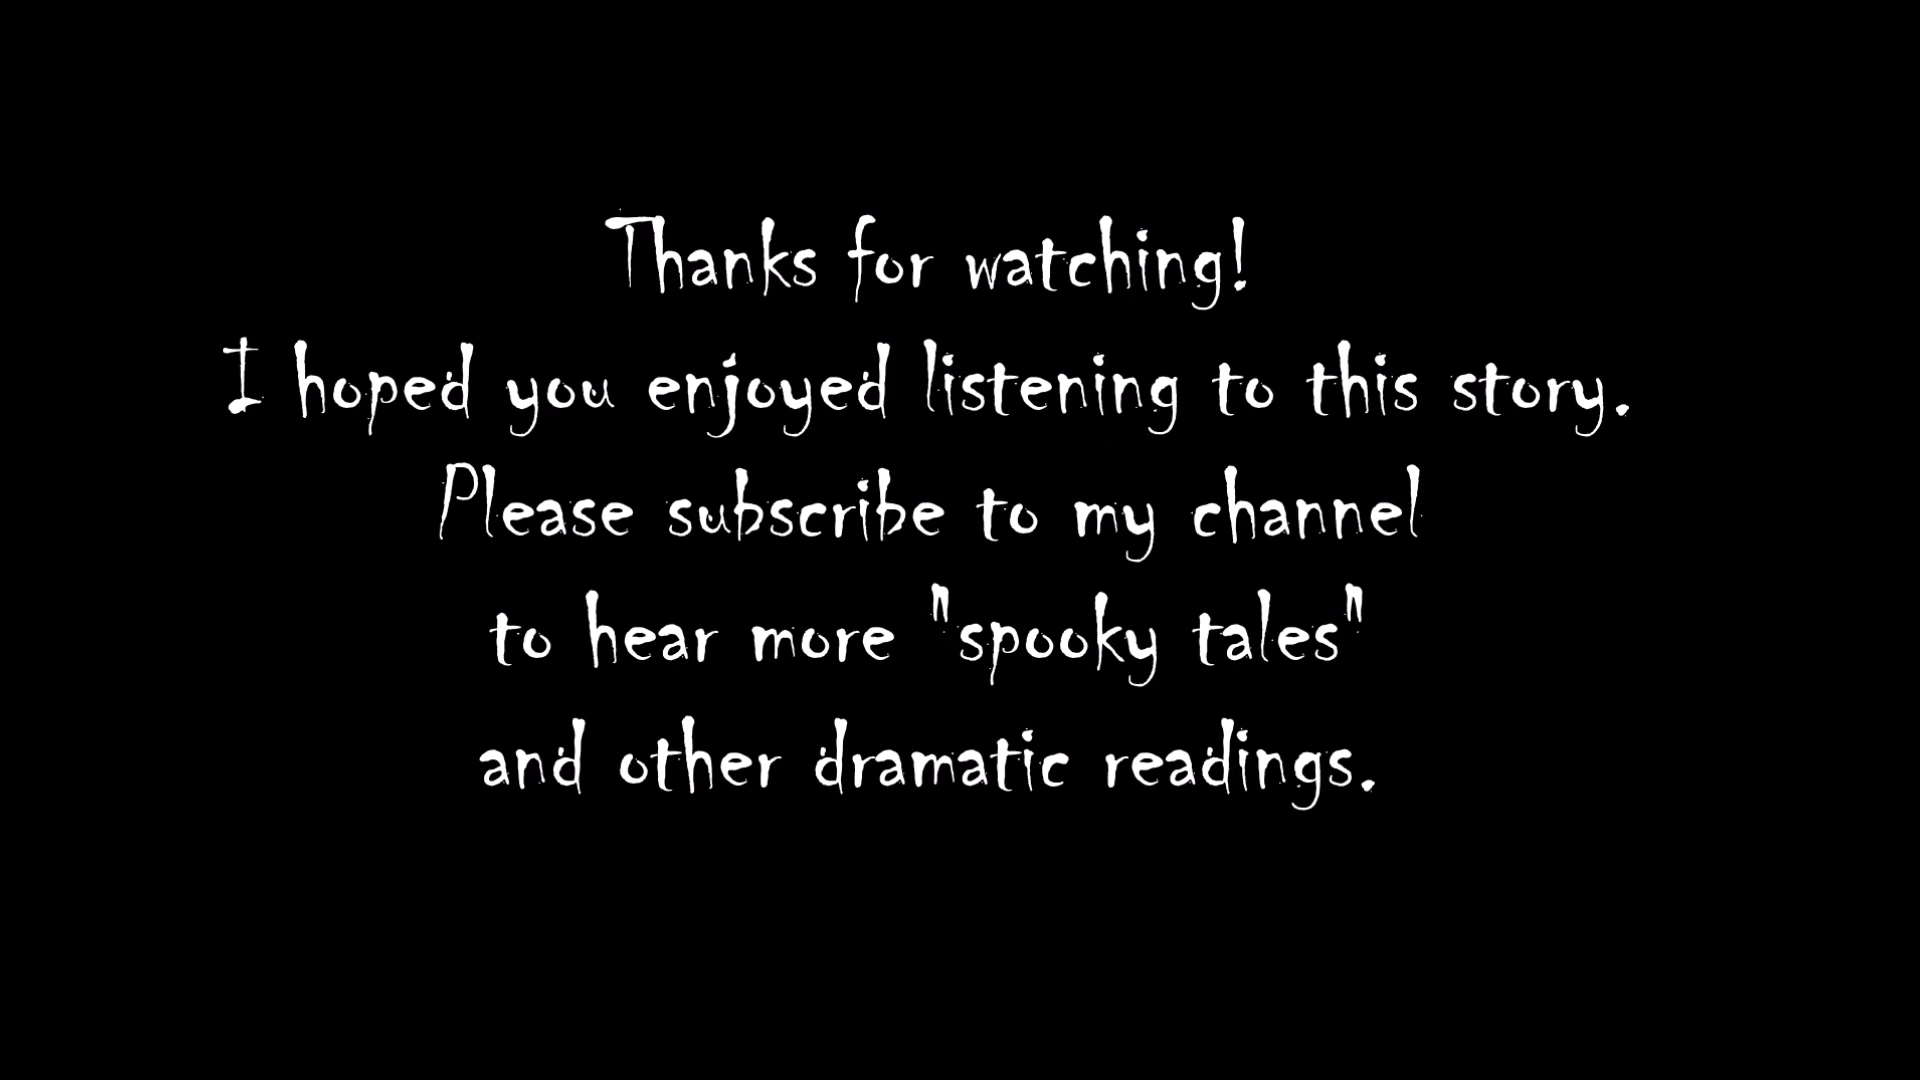 Thanks for watching!
I hoped you enjoyed listening to this story.
Please subscribe to my channel
to hear more "spooky tales"
and other dramatic readings.